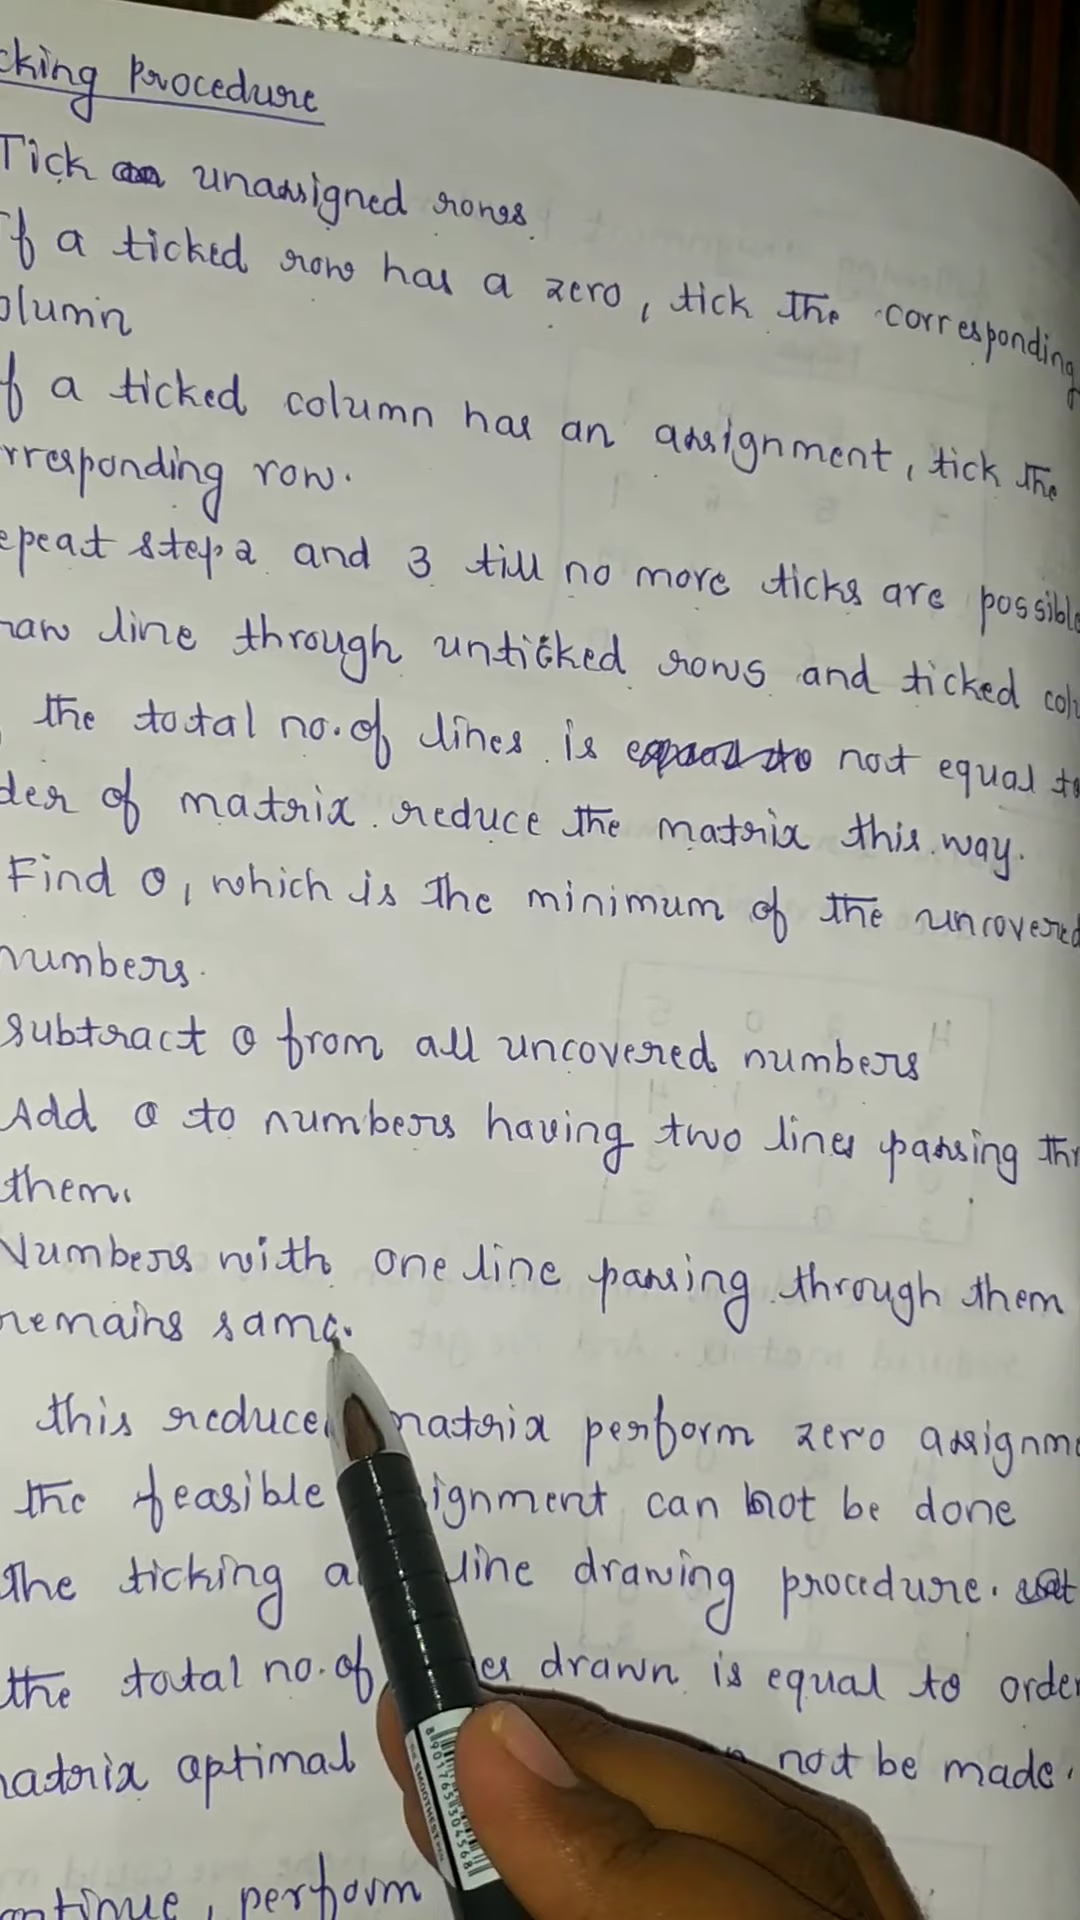 cking Procedure
Tick unassigned rows.
If a ticked row has a zero, tick the corresponding
olumn
f a ticked column has an assignment, tick the
rresponding row.
epeat step 2 and 3 till no more ticks are possible
raw line through unticked rows and ticked colu
the total no. of lines is not equal to
der of matrix. reduce the matrix this way.
Find θ, which is the minimum of the uncovered
numbers.
subtract θ from all uncovered numbers
Add θ to numbers having two lines passing thr
them.
Numbers with one line passing through them
remains same.
this reduce matrix perform zero assignme
the feasible ignment can not be done
the ticking a line drawing procedure.
the total no. of es drawn is equal to order
matrix optimal not be made.
ntinue, perform
8901765304568